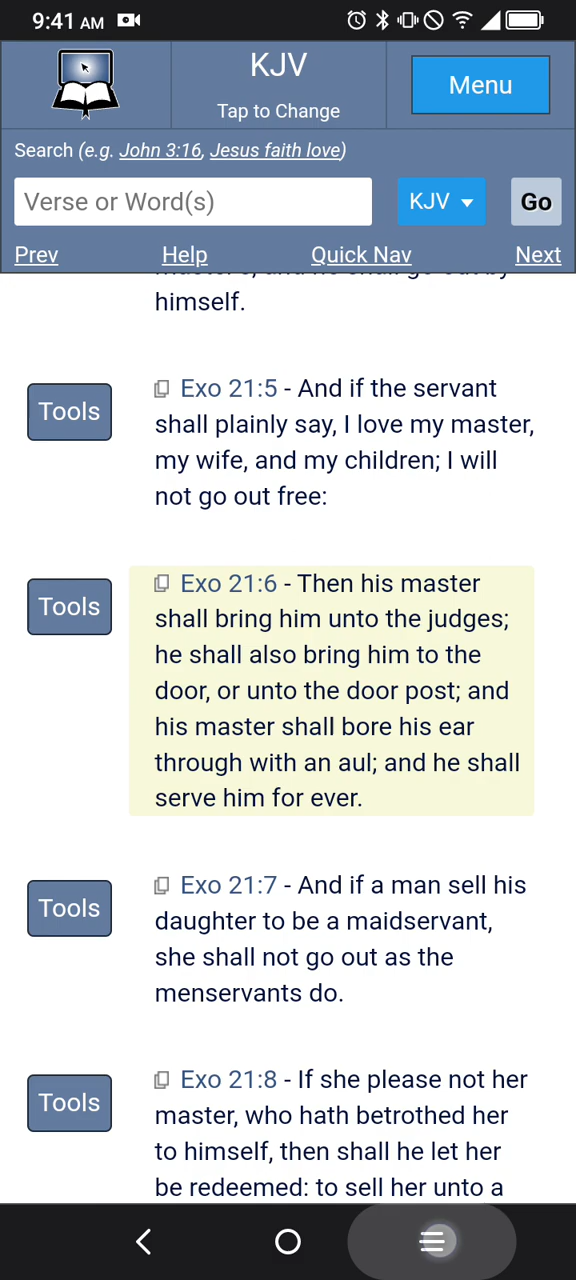 9:41 AM
KJV
Tap to Change
Menu
Search (e.g. John 3:16, Jesus faith love)
Verse or Word(s)
KJV
Go
Prev
Help
Quick Nav
Next
himself.
Tools
Exo 21:5 - And if the servant
shall plainly say, I love my master,
my wife, and my children; I will
not go out free:
Tools
Exo 21:6 - Then his master
shall bring him unto the judges;
he shall also bring him to the
door, or unto the door post; and
his master shall bore his ear
through with an aul; and he shall
serve him for ever.
Tools
Exo 21:7 - And if a man sell his
daughter to be a maidservant,
she shall not go out as the
menservants do.
Tools
Exo 21:8 - If she please not her
master, who hath betrothed her
to himself, then shall he let her
be redeemed: to sell her unto a